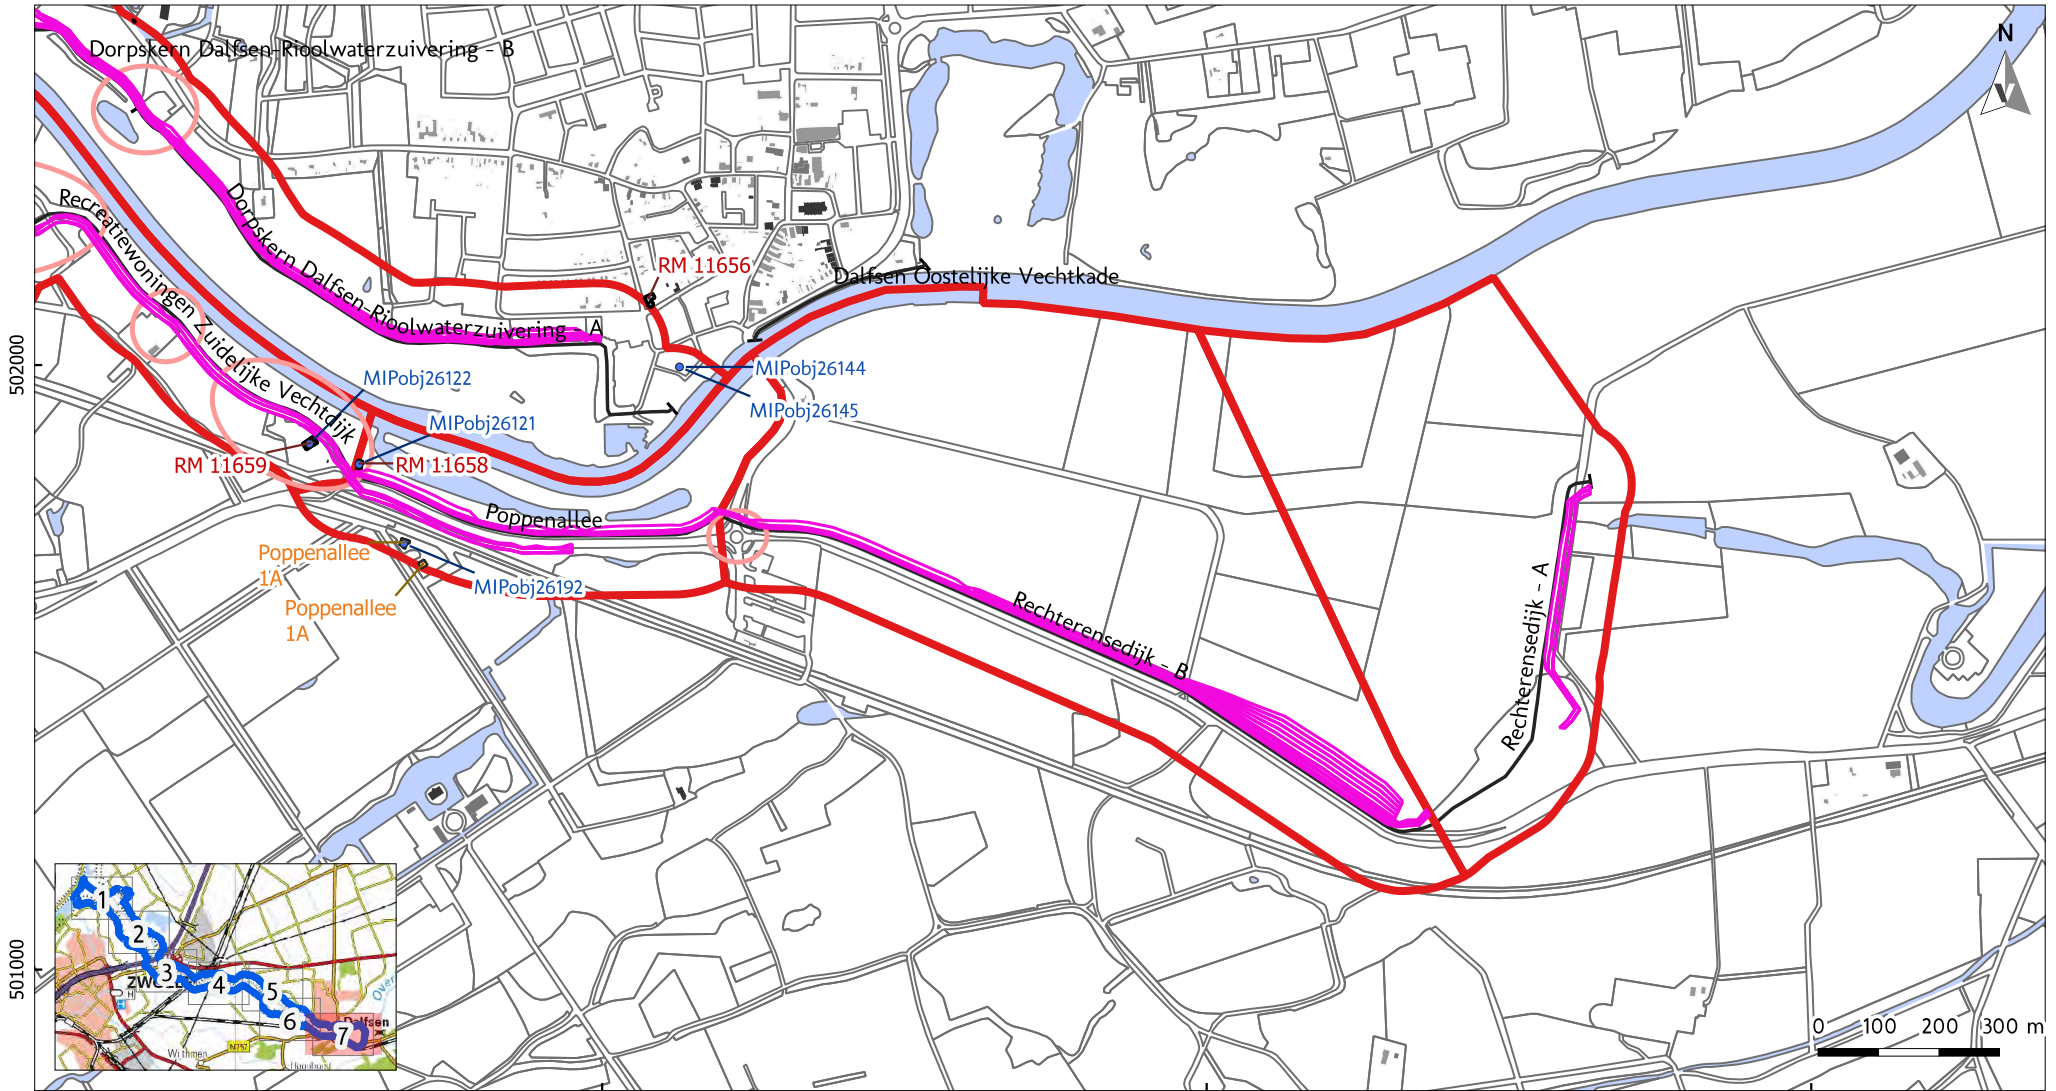 Dorpskern Dalfsen-Rioolwaterzuivering - B
N
Recreatiewoningen Zuidelijke Vechtdijk
Dorpskern Dalfsen-Rioolwaterzuivering - A
RM 11656
Dalfsen Oostelijke Vechtkade
502000
MIPobj26122
MIPobj26144
MIPobj26145
MIPobj26121
RM 11659
RM 11658
Poppenallee
Poppenallee
1A
MIPobj26192
Poppenallee
1A
Rechterensedijk - B
Rechterensedijk - A
501000
1
2
3
4
5
6
7
Dalfsen
Withmen
N757
H
0 100 200 300 m